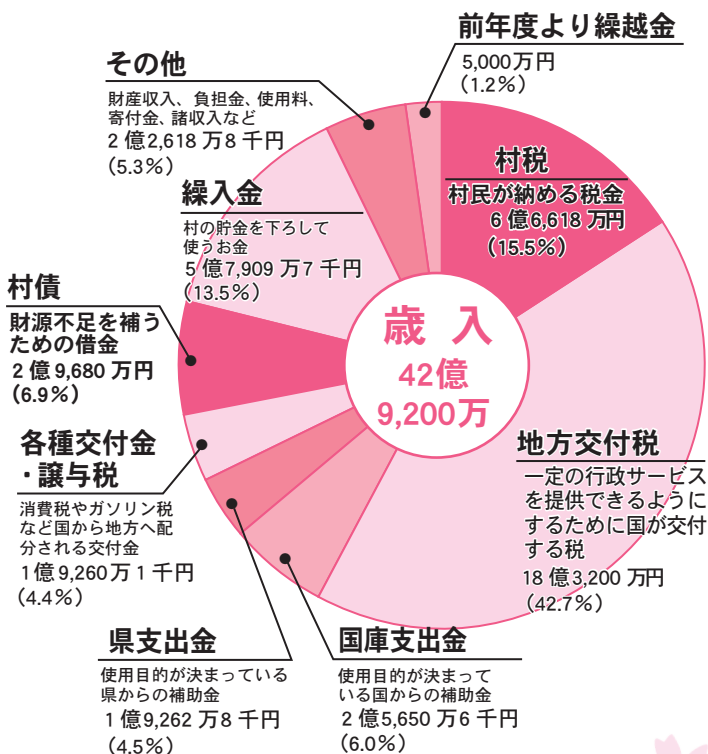 前年度より繰越金
5,000万円
(1.2%)
その他
財産収入、負担金、使用料、
寄付金、諸収入など
2億2,618万8千円
(5.3%)
村税
村民が納める税金
6億6,618万円
(15.5%)
繰入金
村の貯金を下ろして
使うお金
5億7,909万7千円
(13.5%)
村債
財源不足を補う
ための借金
2億9,680万円
(6.9%)
歳入
42億
9,200万
地方交付税
一定の行政サービス
を提供できるように
するために国が交付
する税
18億3,200万円
(42.7%)
各種交付金
・譲与税
消費税やガソリン税
など国から地方へ配
分される交付金
1億9,260万1千円
(4.4%)
県支出金
使用目的が決まっている
県からの補助金
1億9,262万8千円
(4.5%)
国庫支出金
使用目的が決まって
いる国からの補助金
2億5,650万6千円
(6.0%)